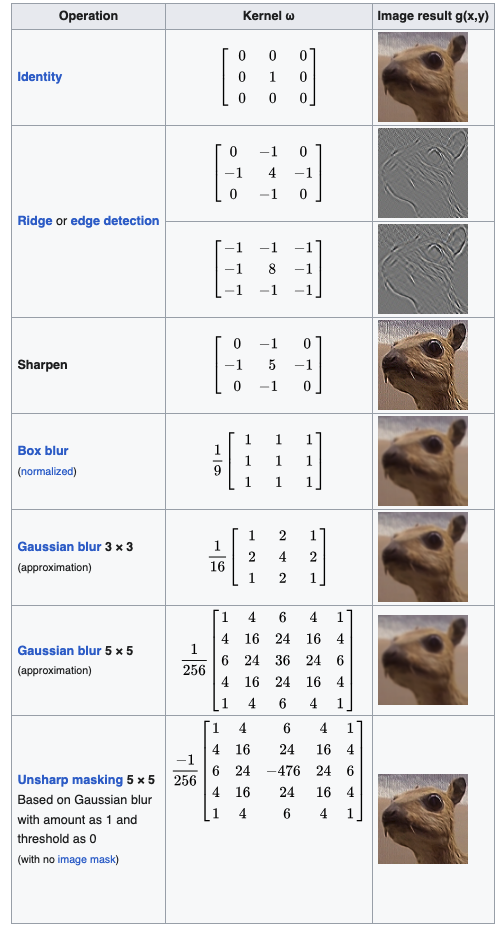 Operation Kernel ω Image result g(x,y)
Identity
0 0 0
0 1 0
0 0 0
Ridge or edge detection
0 −1 0
−1 4 −1
0 −1 0
−1 −1 −1
−1 8 −1
−1 −1 −1
Sharpen
0 −1 0
−1 5 −1
0 −1 0
Box blur
(normalized)
1/9
1 1 1
1 1 1
1 1 1
Gaussian blur 3 × 3
(approximation)
1/16
1 2 1
2 4 2
1 2 1
Gaussian blur 5 × 5
(approximation)
1/256
1 4 6 4 1
4 16 24 16 4
6 24 36 24 6
4 16 24 16 4
1 4 6 4 1
Unsharp masking 5 × 5
Based on Gaussian blur
with amount as 1 and
threshold as 0
(with no image mask)
−1/256
1 4 6 4 1
4 16 24 16 4
6 24 −476 24 6
4 16 24 16 4
1 4 6 4 1